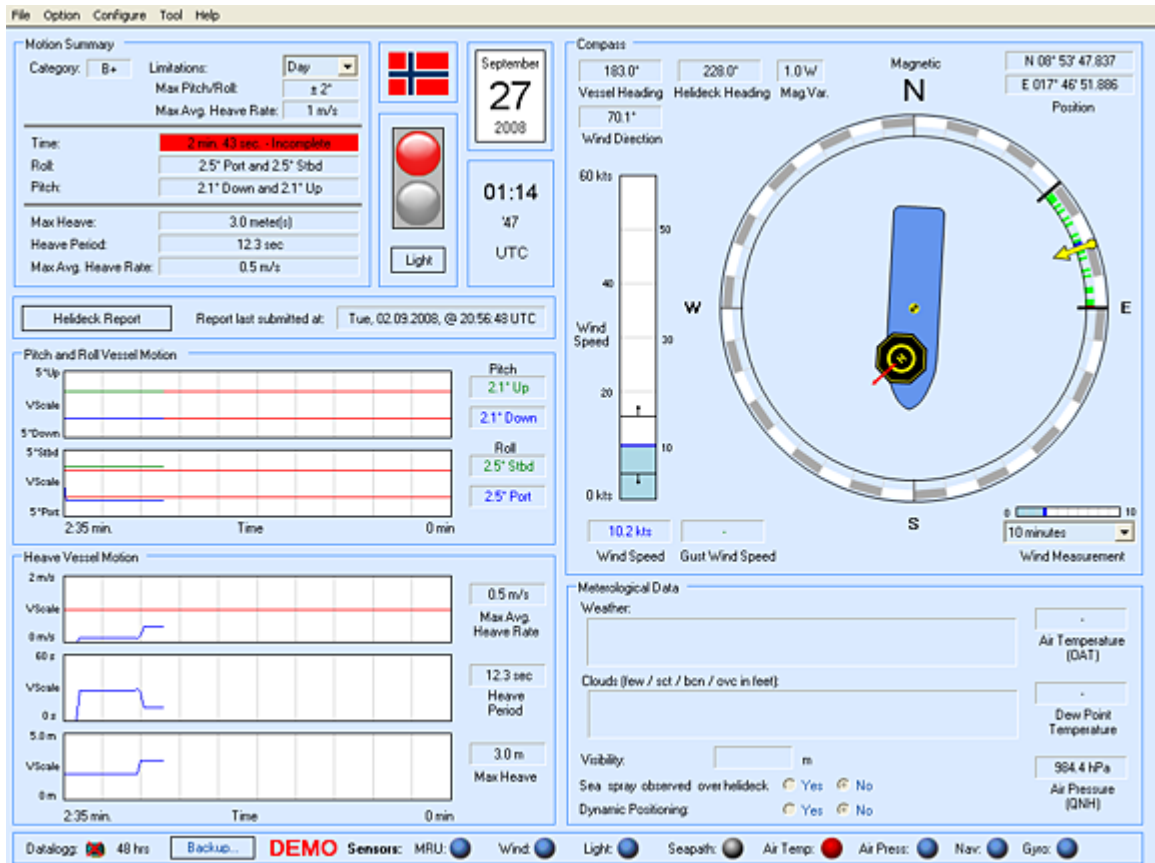 File Option Configure Tool Help
Motion Summary
Category: B+ Limitations: Day
Max Pitch/Roll: ± 2°
Max Avg. Heave Rate: 1 m/s
Time: 2 min. 43 sec. - Incomplete
Roll: 2.5° Port and 2.5° Stbd
Pitch: 2.1° Down and 2.1° Up
Max Heave: 3.0 meter(s)
Heave Period: 12.3 sec
Max Avg. Heave Rate: 0.5 m/s
Light
September
27
2008
01:14
'47
UTC
Helideck Report Report last submitted at: Tue, 02.09.2008, @ 20:56:48 UTC
Pitch and Roll Vessel Motion
5°Up
VScale
5°Down
Pitch
2.1° Up
2.1° Down
5°Stbd
VScale
5°Port
Roll
2.5° Stbd
2.5° Port
2:35 min. Time 0 min
Heave Vessel Motion
2 m/s
VScale
0 m/s
0.5 m/s
Max Avg.
Heave Rate
60 s
VScale
0 s
12.3 sec
Heave
Period
5.0 m
VScale
0 m
3.0 m
Max Heave
2:35 min. Time 0 min
Compass
183.0° 228.0° 1.0 W
Vessel Heading Helideck Heading Mag.Var.
70.1°
Wind Direction
Magnetic
N
N 08° 53' 47.837
E 017° 46' 51.886
Position
60 kts
50
40
Wind
Speed
30
20
10
0 kts
W
E
H
S
10.2 kts -
Wind Speed Gust Wind Speed
0 10
10 minutes
Wind Measurement
Meterological Data
Weather:
-
Air Temperature
(OAT)
Clouds (few / sct / bcn / ovc in feet):
-
Dew Point
Temperature
Visibility: m
Sea spray observed over helideck Yes No
Dynamic Positioning: Yes No
984.4 hPa
Air Pressure
(QNH)
Datalogg: 48 hrs Backup... DEMO Sensors: MRU: Wind: Light: Seapath: Air Temp: Air Press: Nav: Gyro: